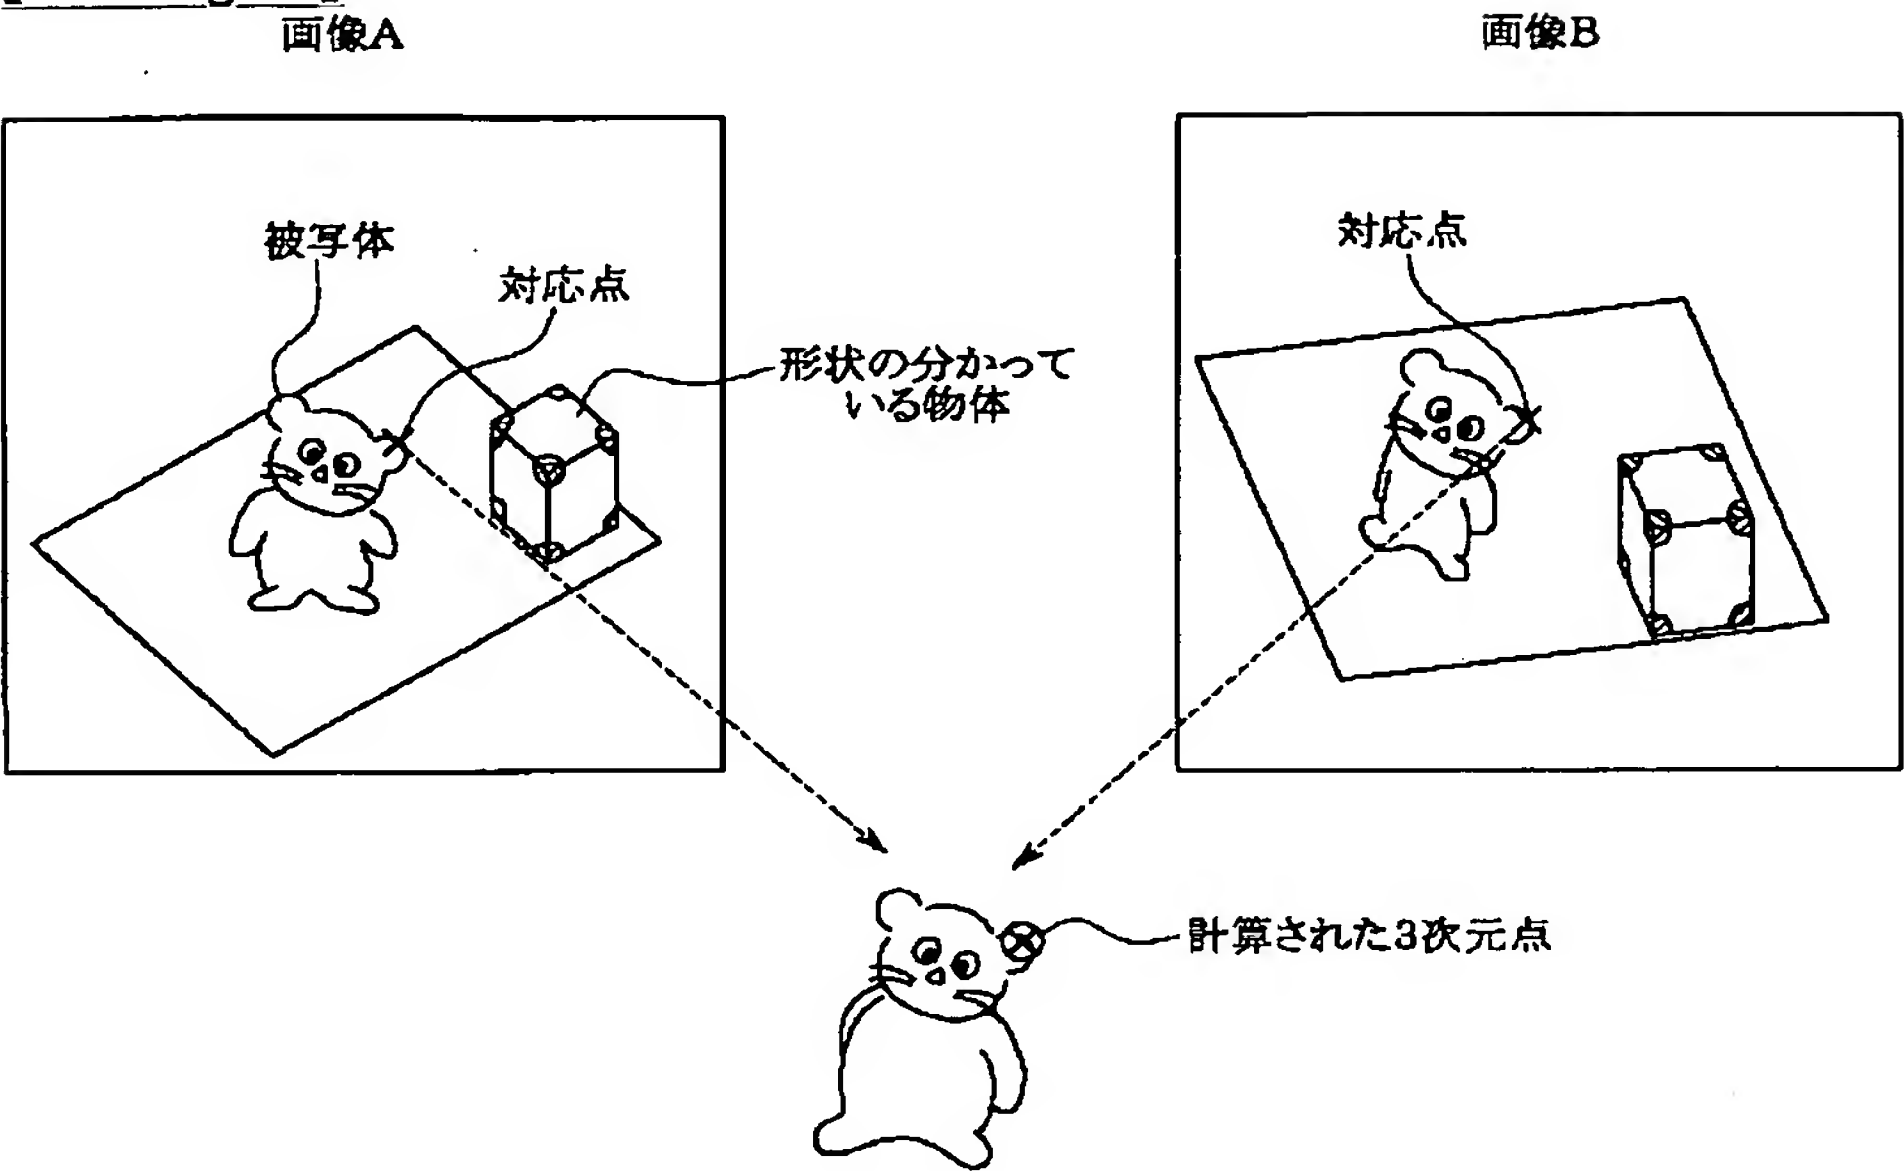 画像A
画像B
被写体
対応点
対応点
形状の分かって
いる物体
計算された3次元点